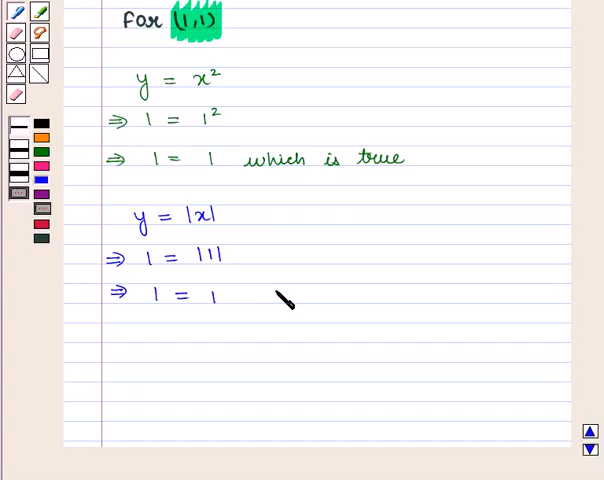 For (1,1)
y = x²
⇒ 1 = 1²
⇒ 1 = 1 which is true
y = |x|
⇒ 1 = |1|
⇒ 1 = 1